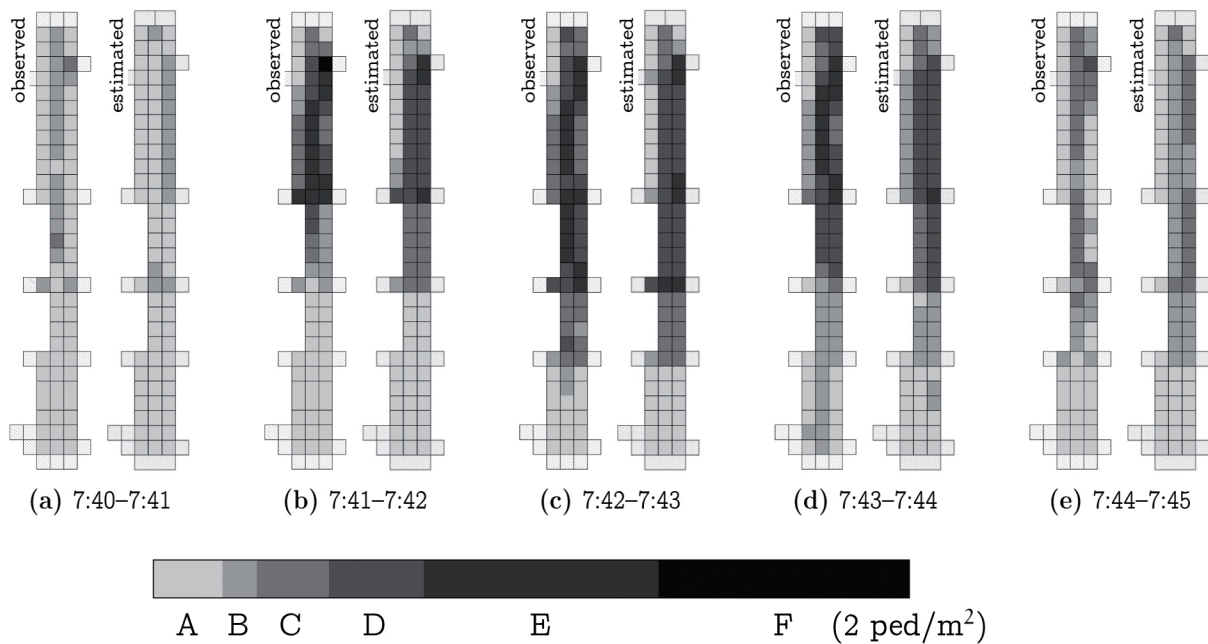 observed
estimated
observed
estimated
observed
estimated
observed
estimated
observed
estimated
(a) 7:40–7:41
(b) 7:41–7:42
(c) 7:42–7:43
(d) 7:43–7:44
(e) 7:44–7:45
A B C D E F (2 ped/m²)